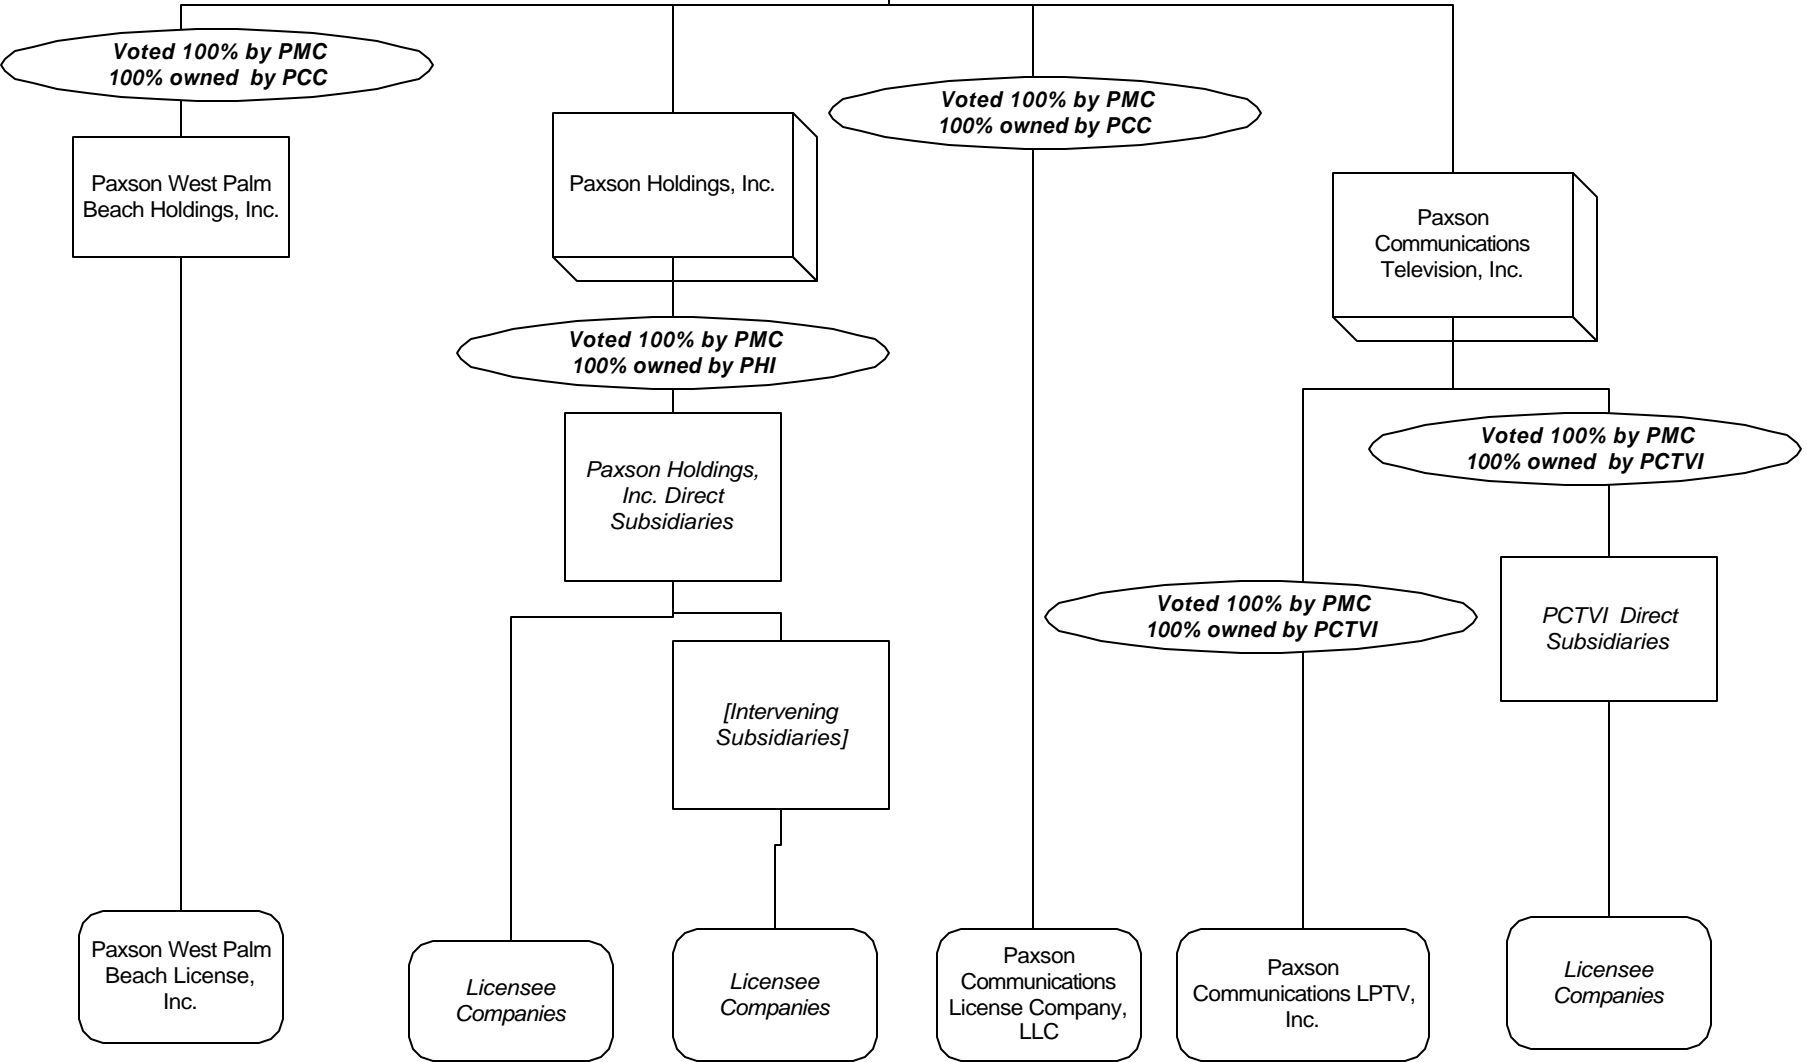 Voted 100% by PMC
100% owned by PCC
Voted 100% by PMC
100% owned by PCC
Paxson West Palm
Beach Holdings, Inc.
Paxson Holdings, Inc.
Paxson
Communications
Television, Inc.
Voted 100% by PMC
100% owned by PHI
Voted 100% by PMC
100% owned by PCTVI
Paxson Holdings,
Inc. Direct
Subsidiaries
Voted 100% by PMC
100% owned by PCTVI
PCTVI Direct
Subsidiaries
[Intervening
Subsidiaries]
Paxson West Palm
Beach License,
Inc.
Licensee
Companies
Licensee
Companies
Paxson
Communications
License Company,
LLC
Paxson
Communications LPTV,
Inc.
Licensee
Companies